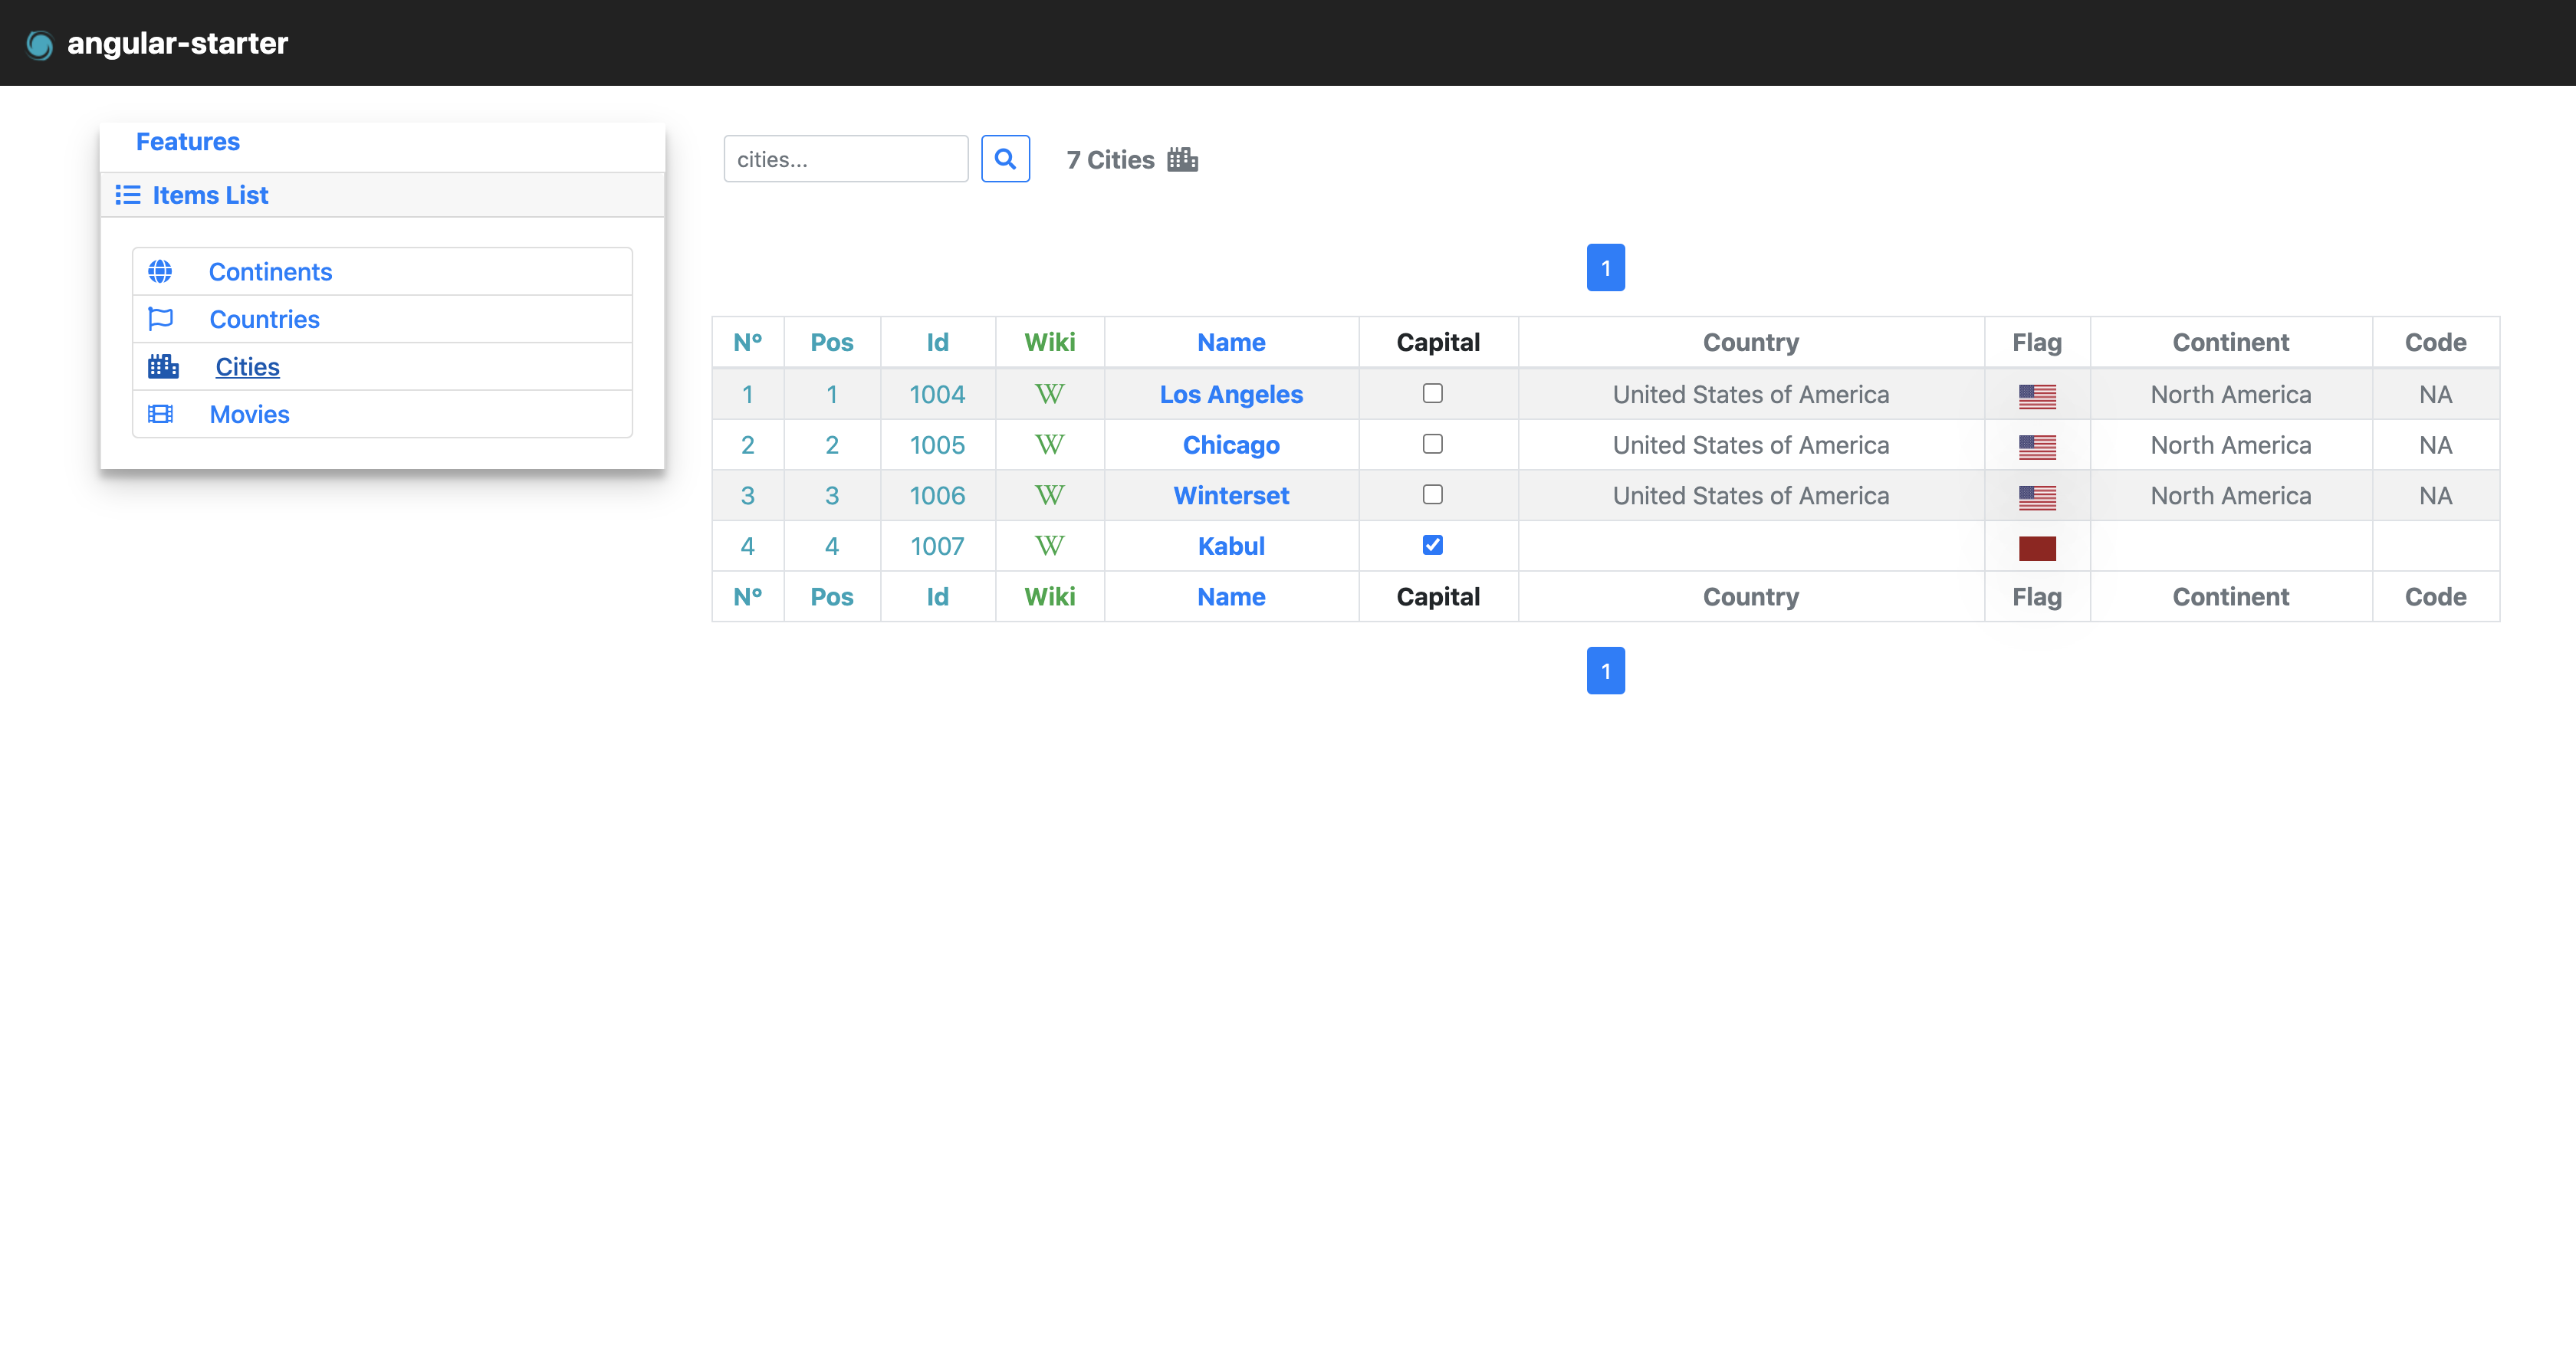 angular-starter
Features
Items List
Continents
Countries
Cities
Movies
cities...
7 Cities
1
Nº Pos Id Wiki Name Capital Country Flag Continent Code
1 1 1004 W Los Angeles United States of America North America NA
2 2 1005 W Chicago United States of America North America NA
3 3 1006 W Winterset United States of America North America NA
4 4 1007 W Kabul
Nº Pos Id Wiki Name Capital Country Flag Continent Code
1